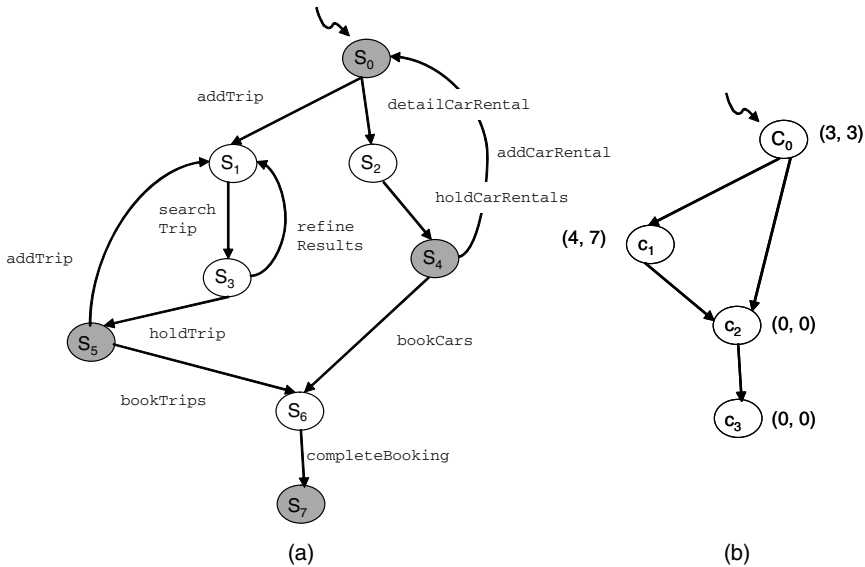 S0
addTrip
detailCarRental
S1
S2
addCarRental
search
Trip
refine
Results
holdCarRentals
addTrip
S3
S4
holdTrip
S5
bookCars
bookTrips
S6
completeBooking
S7
(a)
C0
(3, 3)
(4, 7)
c1
c2
(0, 0)
c3
(0, 0)
(b)